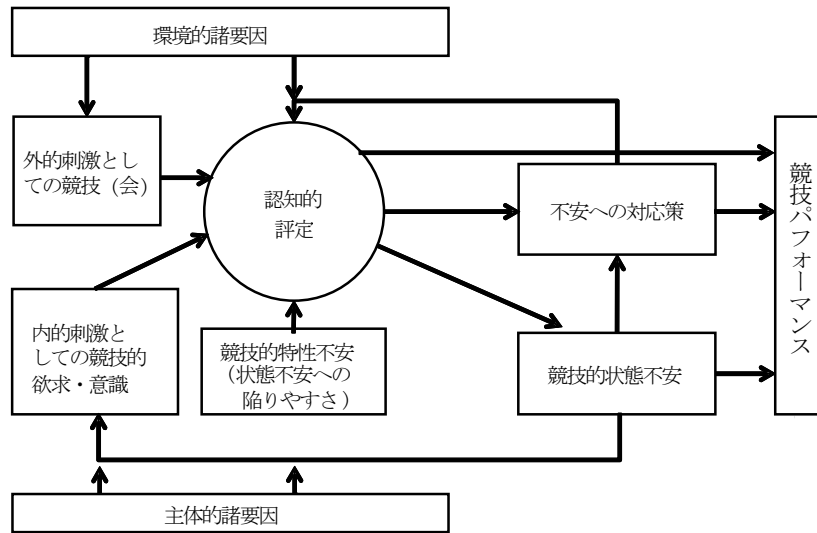 環境的諸要因
外的刺激とし
ての競技（会）
認知的
評定
不安への対応策
競技パフォーマンス
内的刺激と
しての競技的
欲求・意識
競技的特性不安
（状態不安への
陥りやすさ）
競技的状態不安
主体的諸要因